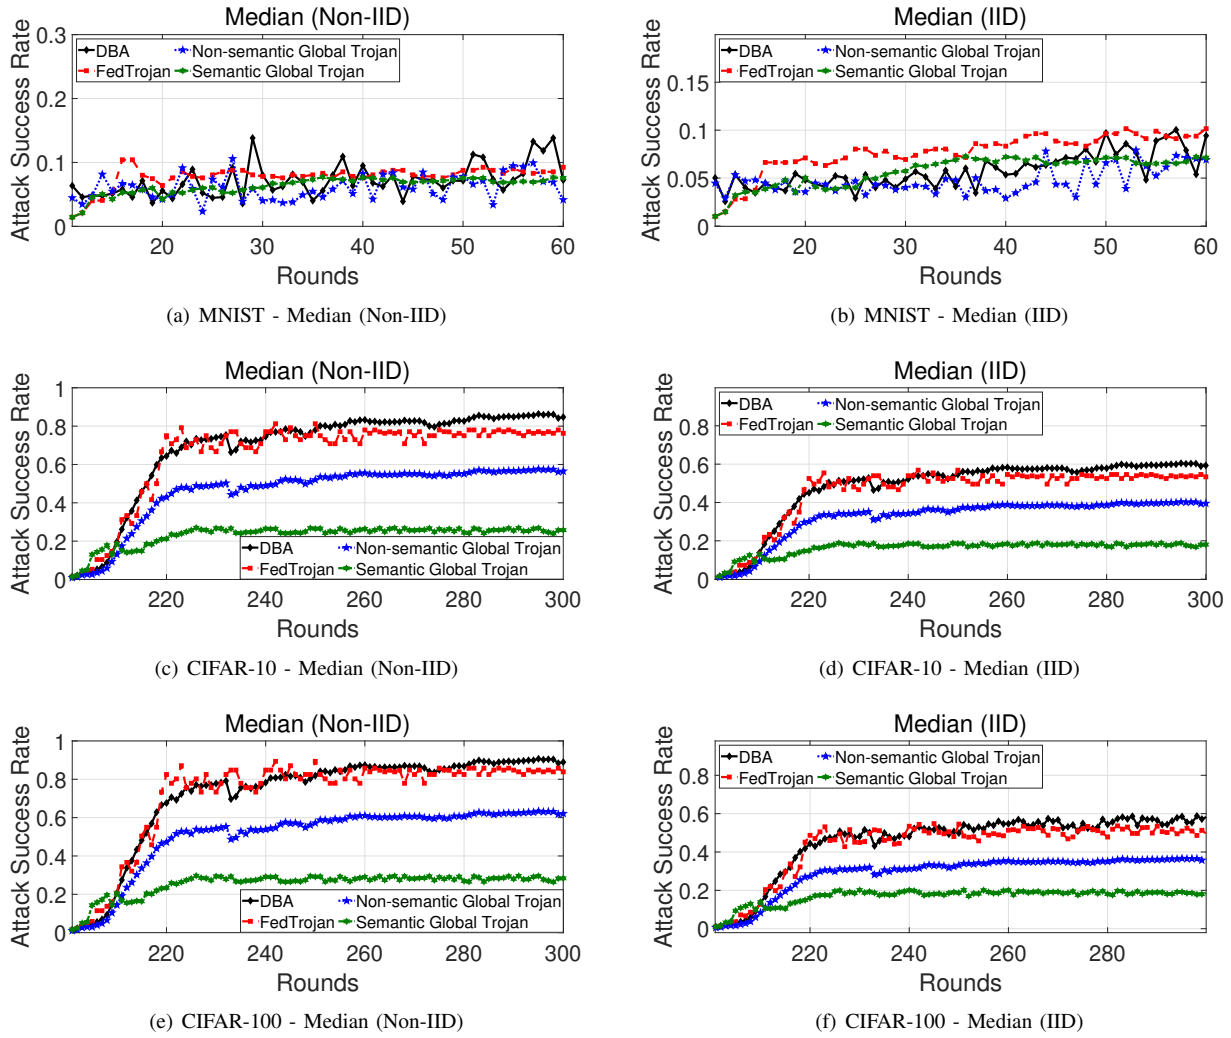 Median (Non-IID)
Attack Success Rate
0.3
0.2
0.1
0
DBA
Non-semantic Global Trojan
FedTrojan
Semantic Global Trojan
20
30
40
50
60
Rounds
(a) MNIST - Median (Non-IID)
Median (IID)
Attack Success Rate
0.15
0.1
0.05
0
DBA
Non-semantic Global Trojan
FedTrojan
Semantic Global Trojan
20
30
40
50
60
Rounds
(b) MNIST - Median (IID)
Median (Non-IID)
Attack Success Rate
1
0.8
0.6
0.4
0.2
0
DBA
Non-semantic Global Trojan
FedTrojan
Semantic Global Trojan
220
240
260
280
300
Rounds
(c) CIFAR-10 - Median (Non-IID)
Median (IID)
Attack Success Rate
0.8
0.6
0.4
0.2
0
DBA
Non-semantic Global Trojan
FedTrojan
Semantic Global Trojan
220
240
260
280
300
Rounds
(d) CIFAR-10 - Median (IID)
Median (Non-IID)
Attack Success Rate
1
0.8
0.6
0.4
0.2
0
DBA
Non-semantic Global Trojan
FedTrojan
Semantic Global Trojan
220
240
260
280
300
Rounds
(e) CIFAR-100 - Median (Non-IID)
Median (IID)
Attack Success Rate
0.8
0.6
0.4
0.2
0
DBA
Non-semantic Global Trojan
FedTrojan
Semantic Global Trojan
220
240
260
280
Rounds
(f) CIFAR-100 - Median (IID)